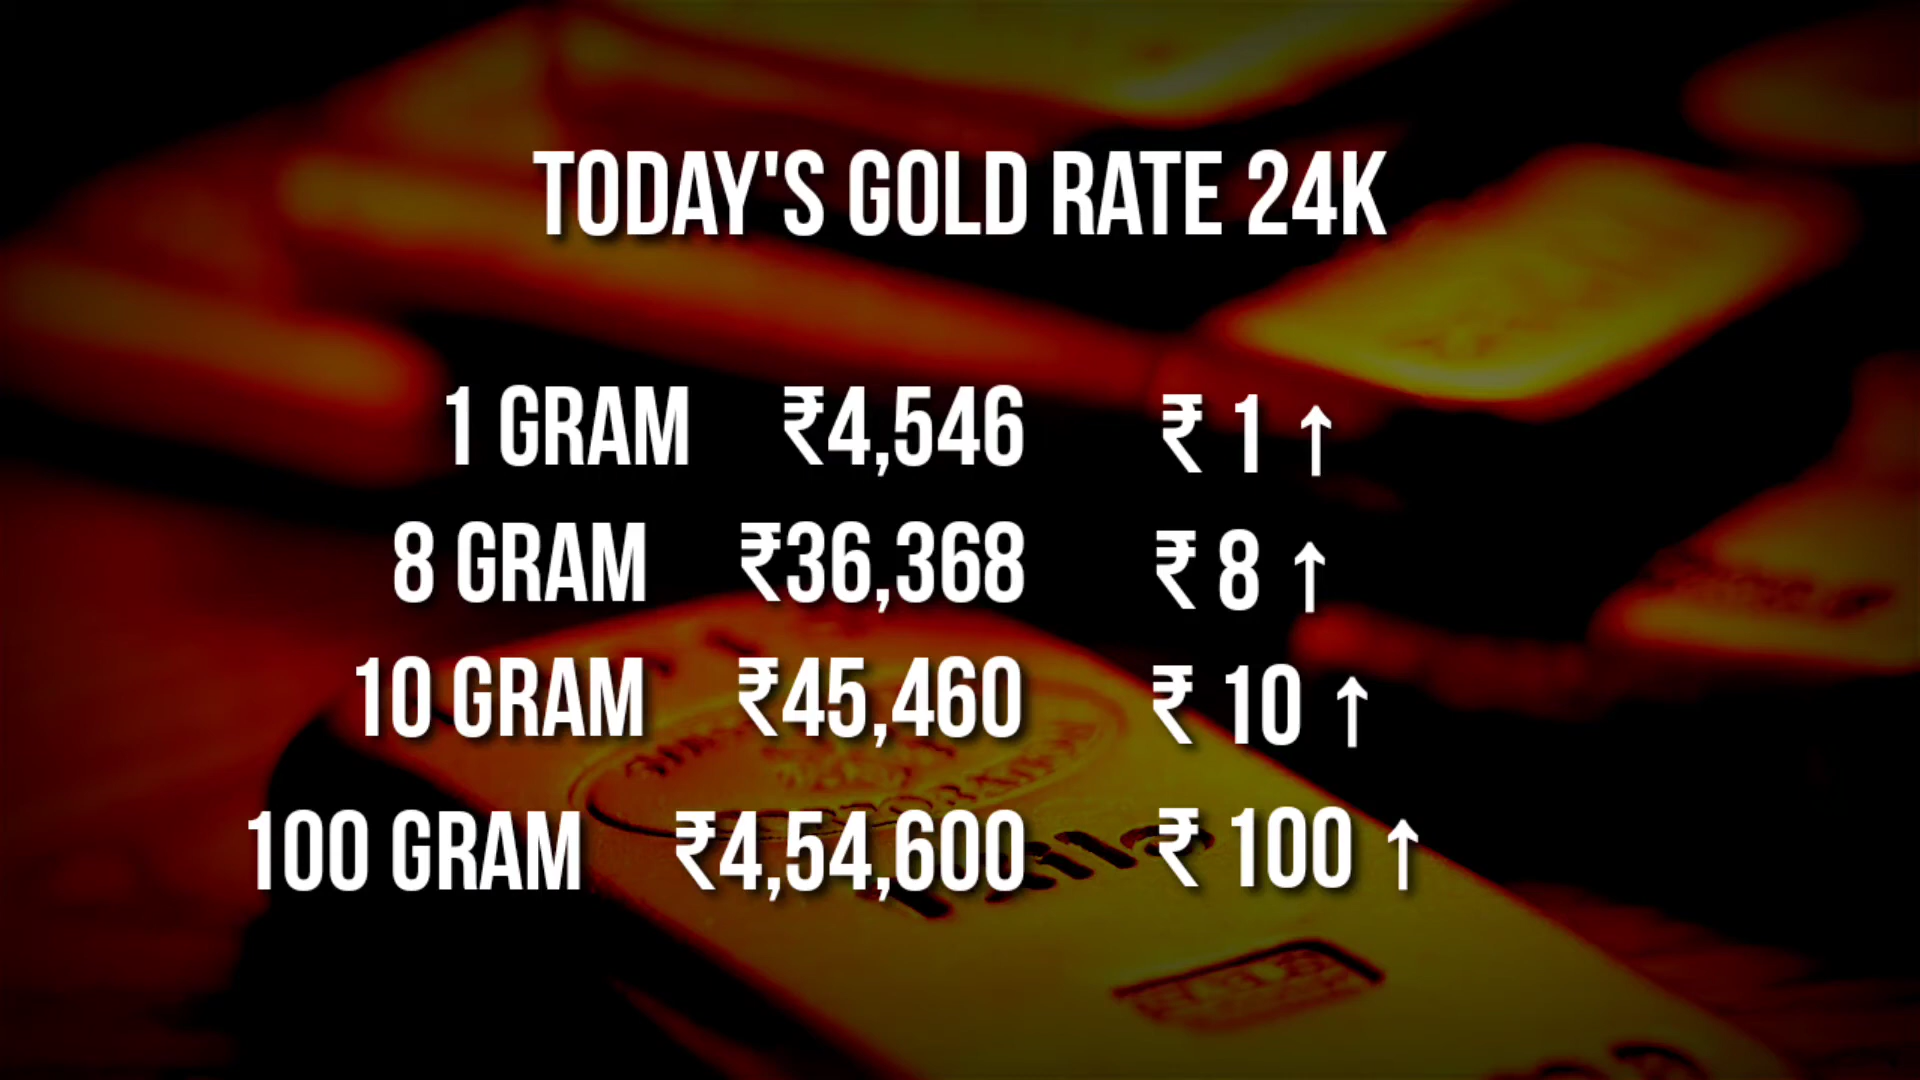 TODAY'S GOLD RATE 24K
1 GRAM ₹4,546 ₹ 1 ↑
8 GRAM ₹36,368 ₹ 8 ↑
10 GRAM ₹45,460 ₹ 10 ↑
100 GRAM ₹4,54,600 ₹ 100 ↑